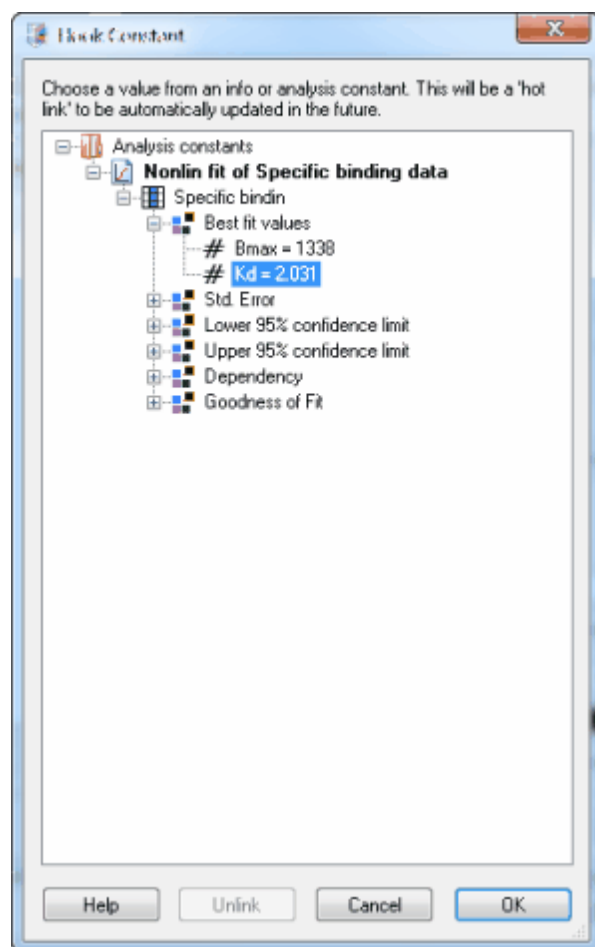 Hook Constant
Choose a value from an info or analysis constant. This will be a 'hot
link' to be automatically updated in the future.
Analysis constants
Nonlin fit of Specific binding data
Specific bindin
Best fit values
# Bmax = 1338
# Kd = 2.031
Std. Error
Lower 95% confidence limit
Upper 95% confidence limit
Dependency
Goodness of Fit
Help
Unlink
Cancel
OK